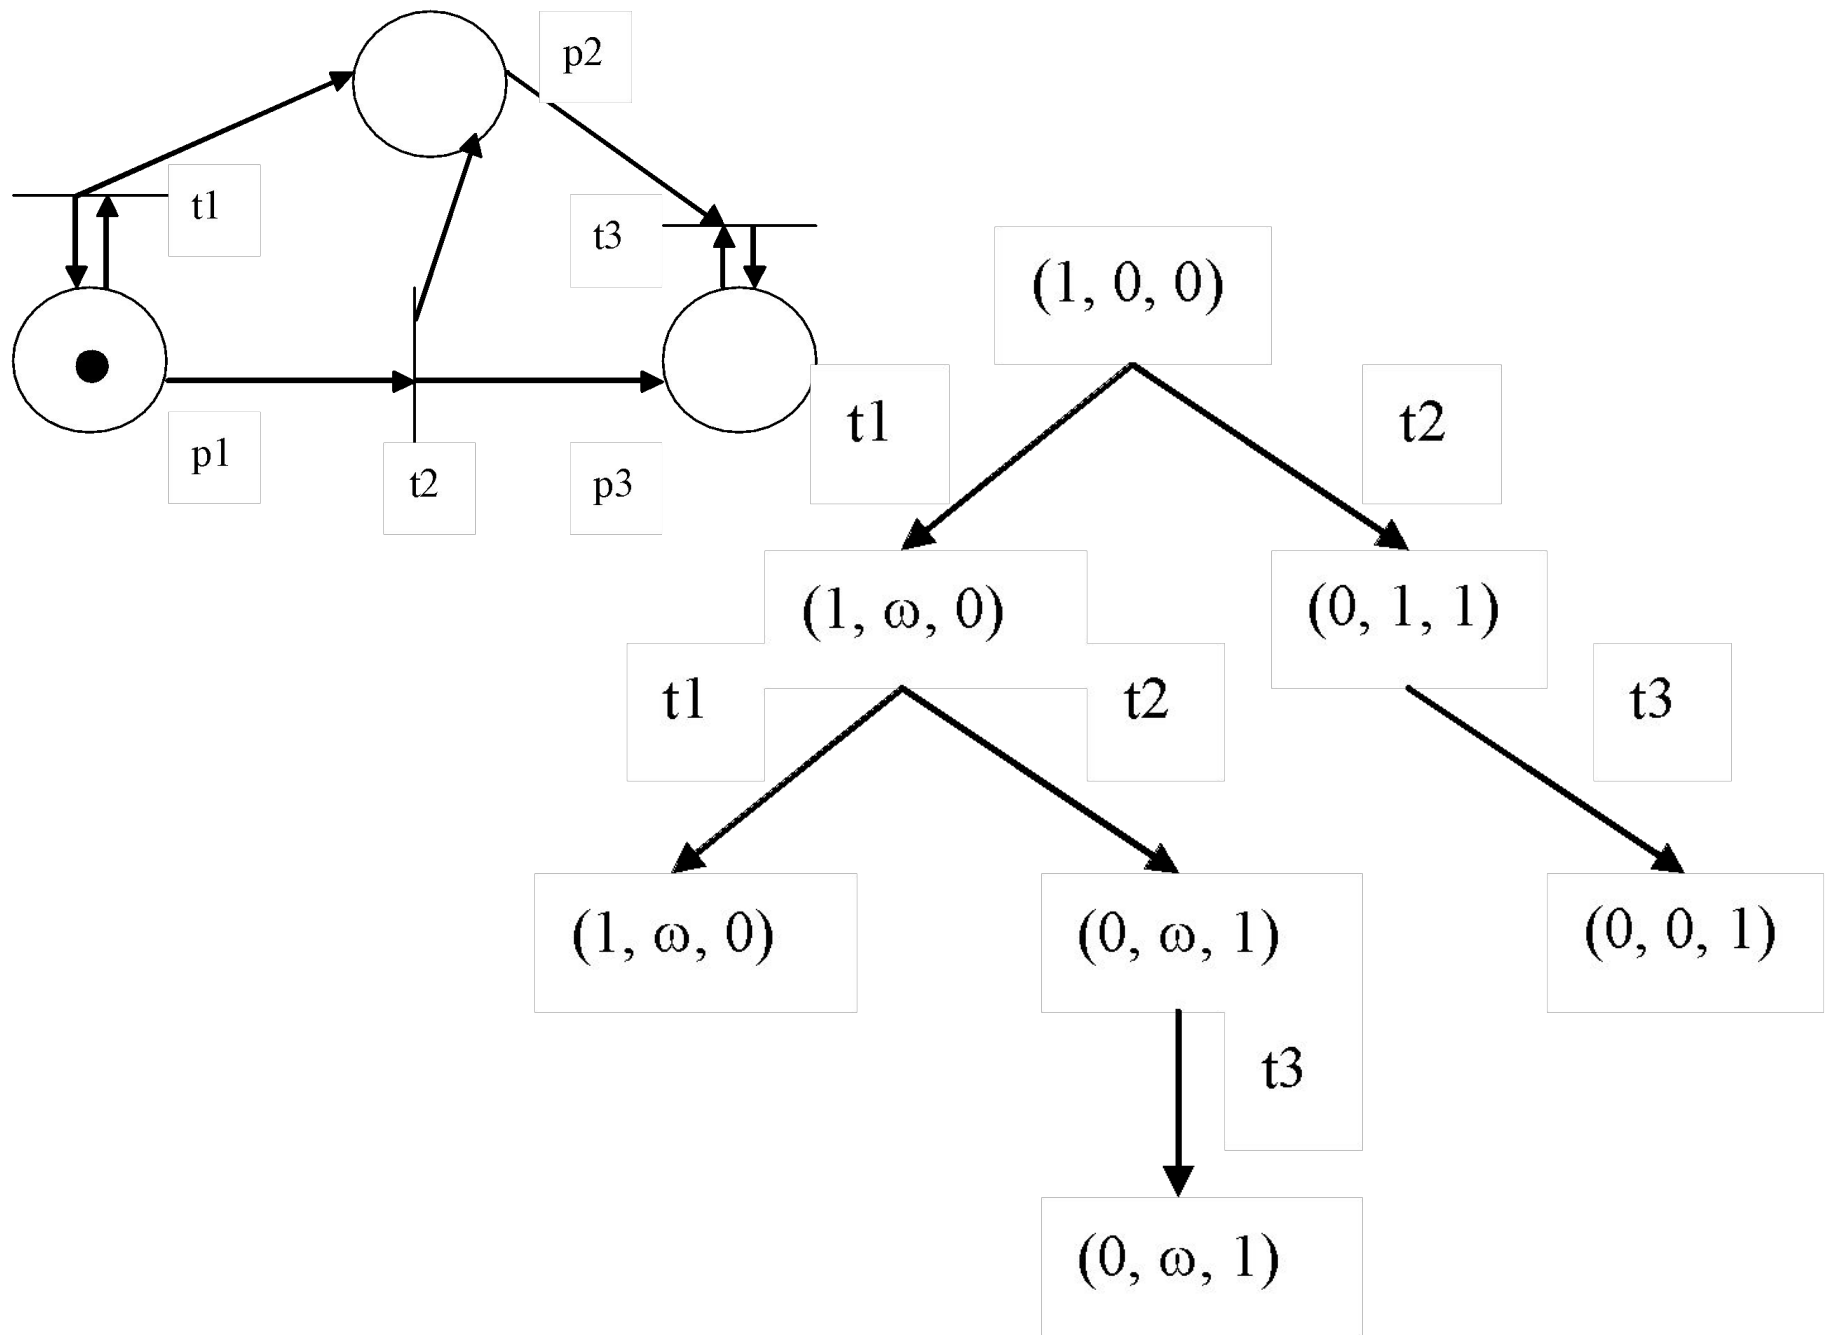 p2
t1
t3
p1
t2
p3
(1, 0, 0)
t1
t2
(1, ω, 0)
(0, 1, 1)
t1
t2
t3
(1, ω, 0)
(0, ω, 1)
(0, 0, 1)
t3
(0, ω, 1)